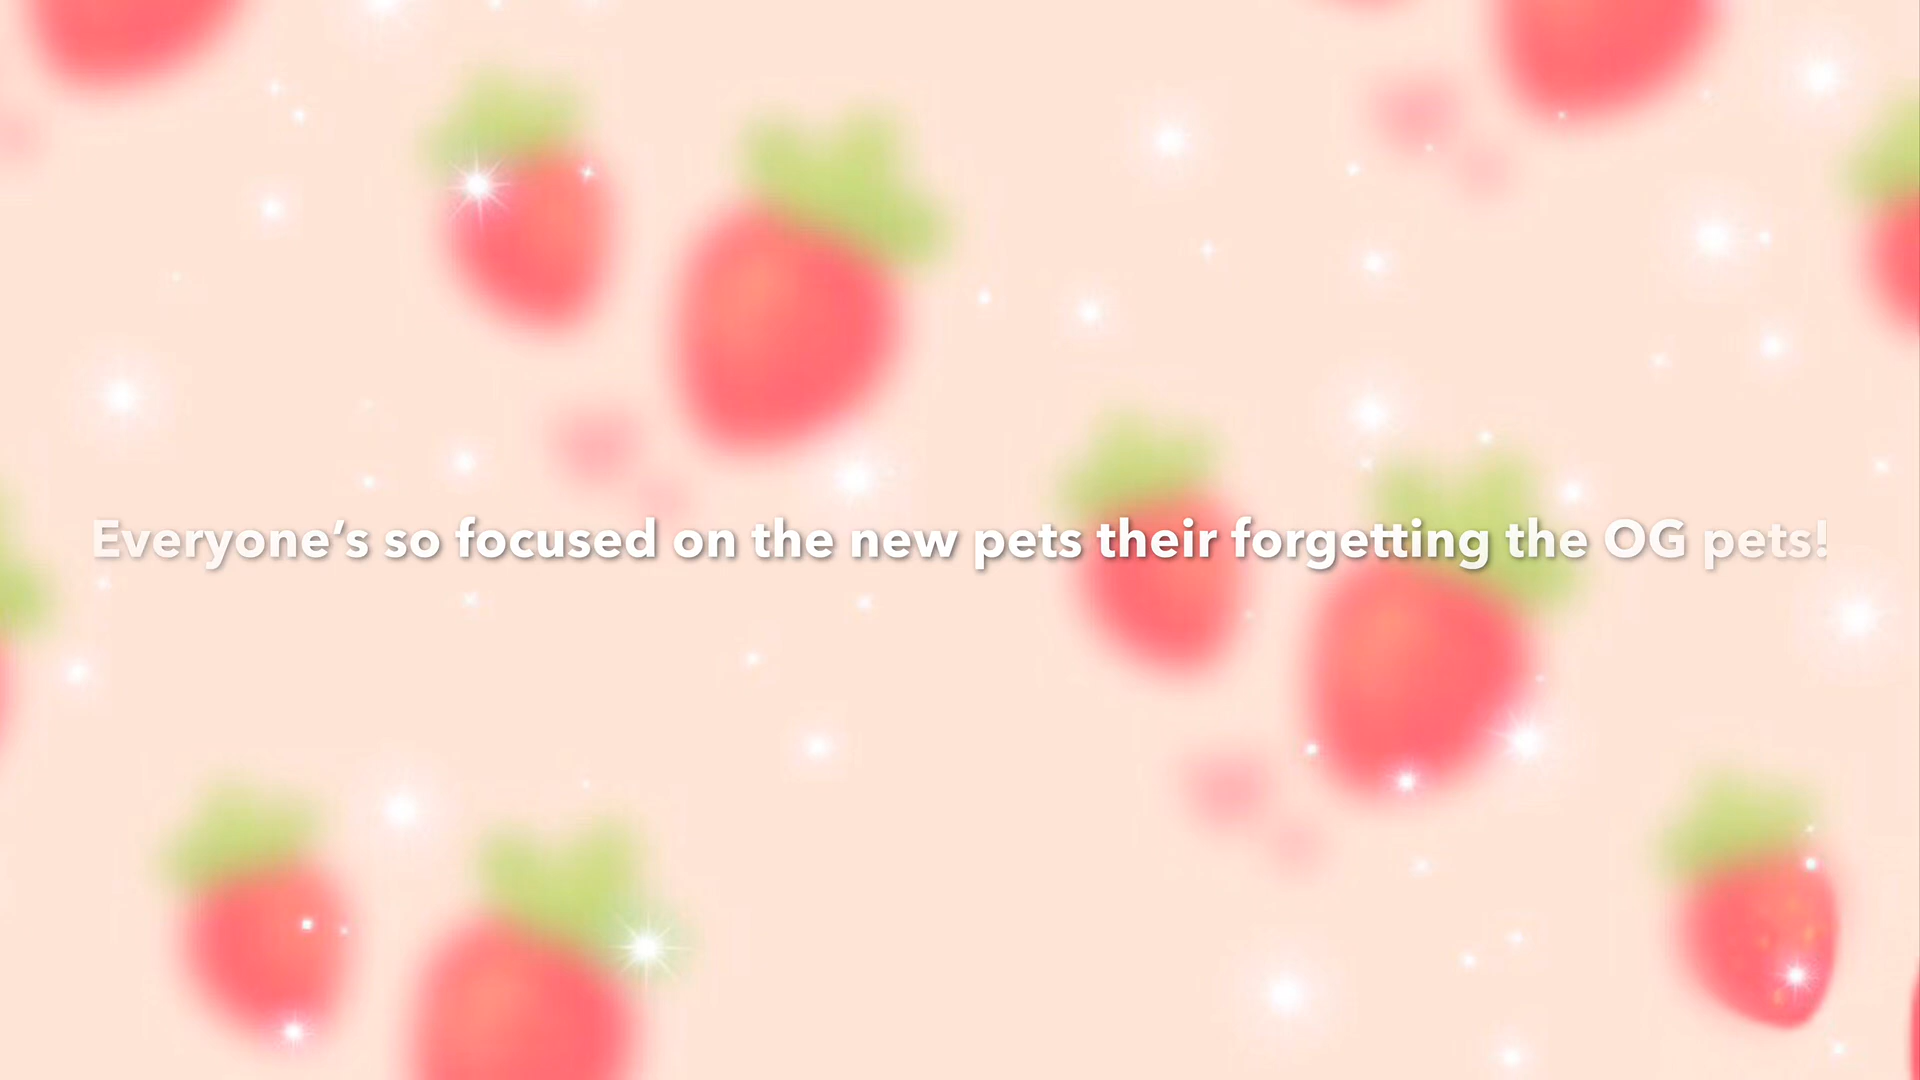 Everyone’s so focused on the new pets their forgetting the OG pets!